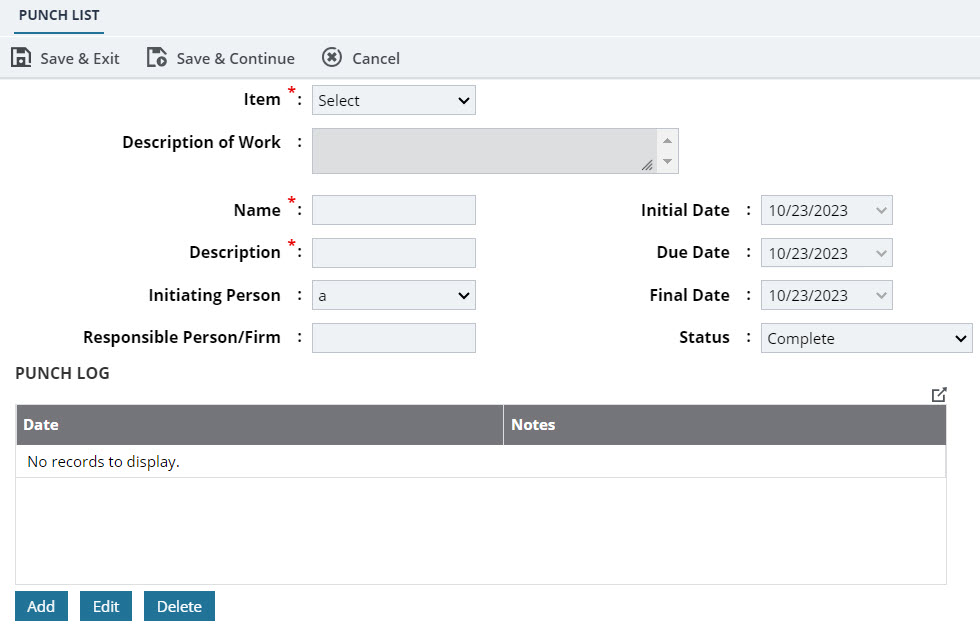 PUNCH LIST
Save & Exit Save & Continue Cancel
Item * : Select
Description of Work :
Name * : Initial Date : 10/23/2023
Description * : Due Date : 10/23/2023
Initiating Person : a Final Date : 10/23/2023
Responsible Person/Firm : Status : Complete
PUNCH LOG
Date Notes
No records to display.
Add Edit Delete